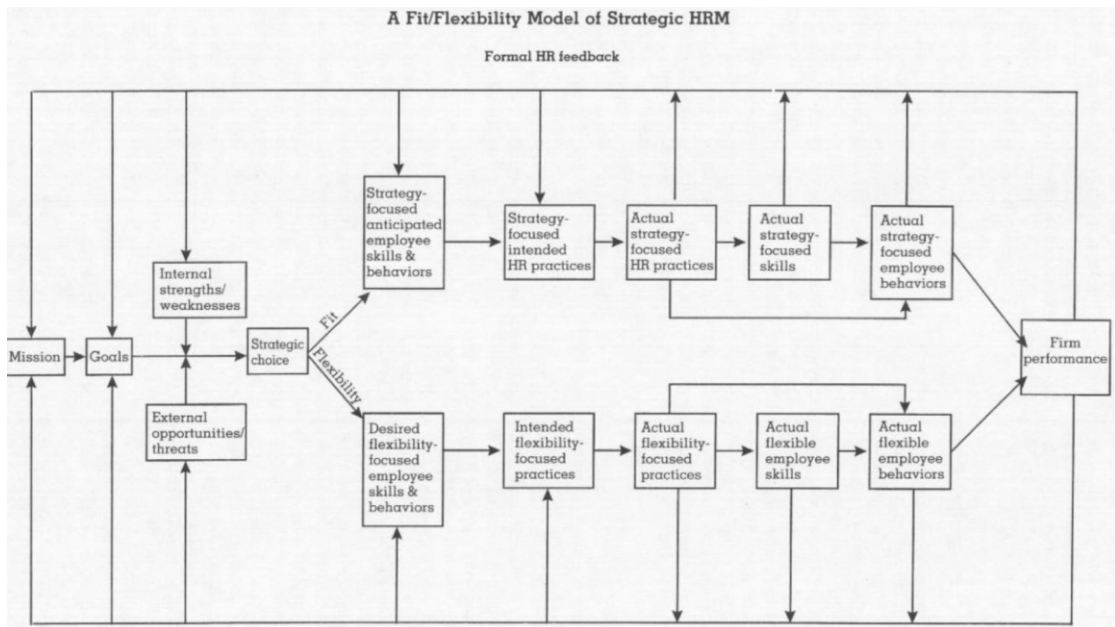 A Fit/Flexibility Model of Strategic HRM
Formal HR feedback
Mission
Goals
Internal
strengths/
weaknesses
External
opportunities/
threats
Strategic
choice
Fit
Flexibility
Strategy-
focused
anticipated
employee
skills &
behaviors
Strategy-
focused
intended
HR practices
Actual
strategy-
focused
HR practices
Actual
strategy-
focused
skills
Actual
strategy-
focused
employee
behaviors
Desired
flexibility-
focused
employee
skills &
behaviors
Intended
flexibility-
focused
practices
Actual
flexibility-
focused
practices
Actual
flexible
employee
skills
Actual
flexible
employee
behaviors
Firm
performance